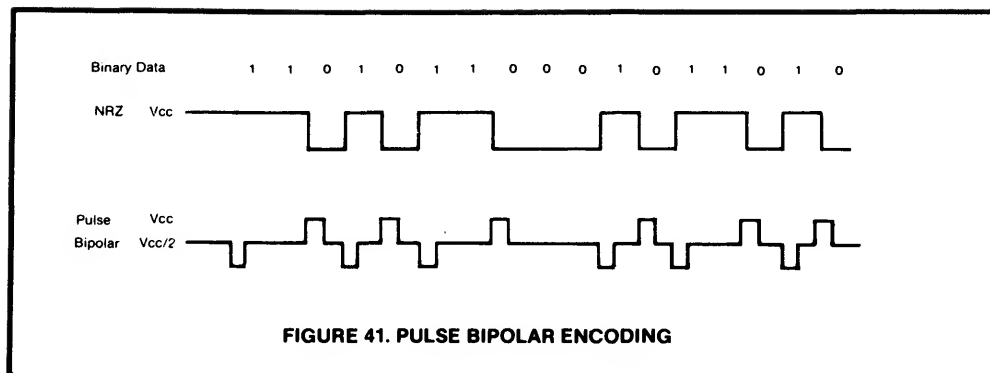 Binary Data 1 1 0 1 0 1 1 0 0 0 1 0 1 1 0 1 0
NRZ Vcc
Pulse Vcc
Bipolar Vcc/2
FIGURE 41. PULSE BIPOLAR ENCODING